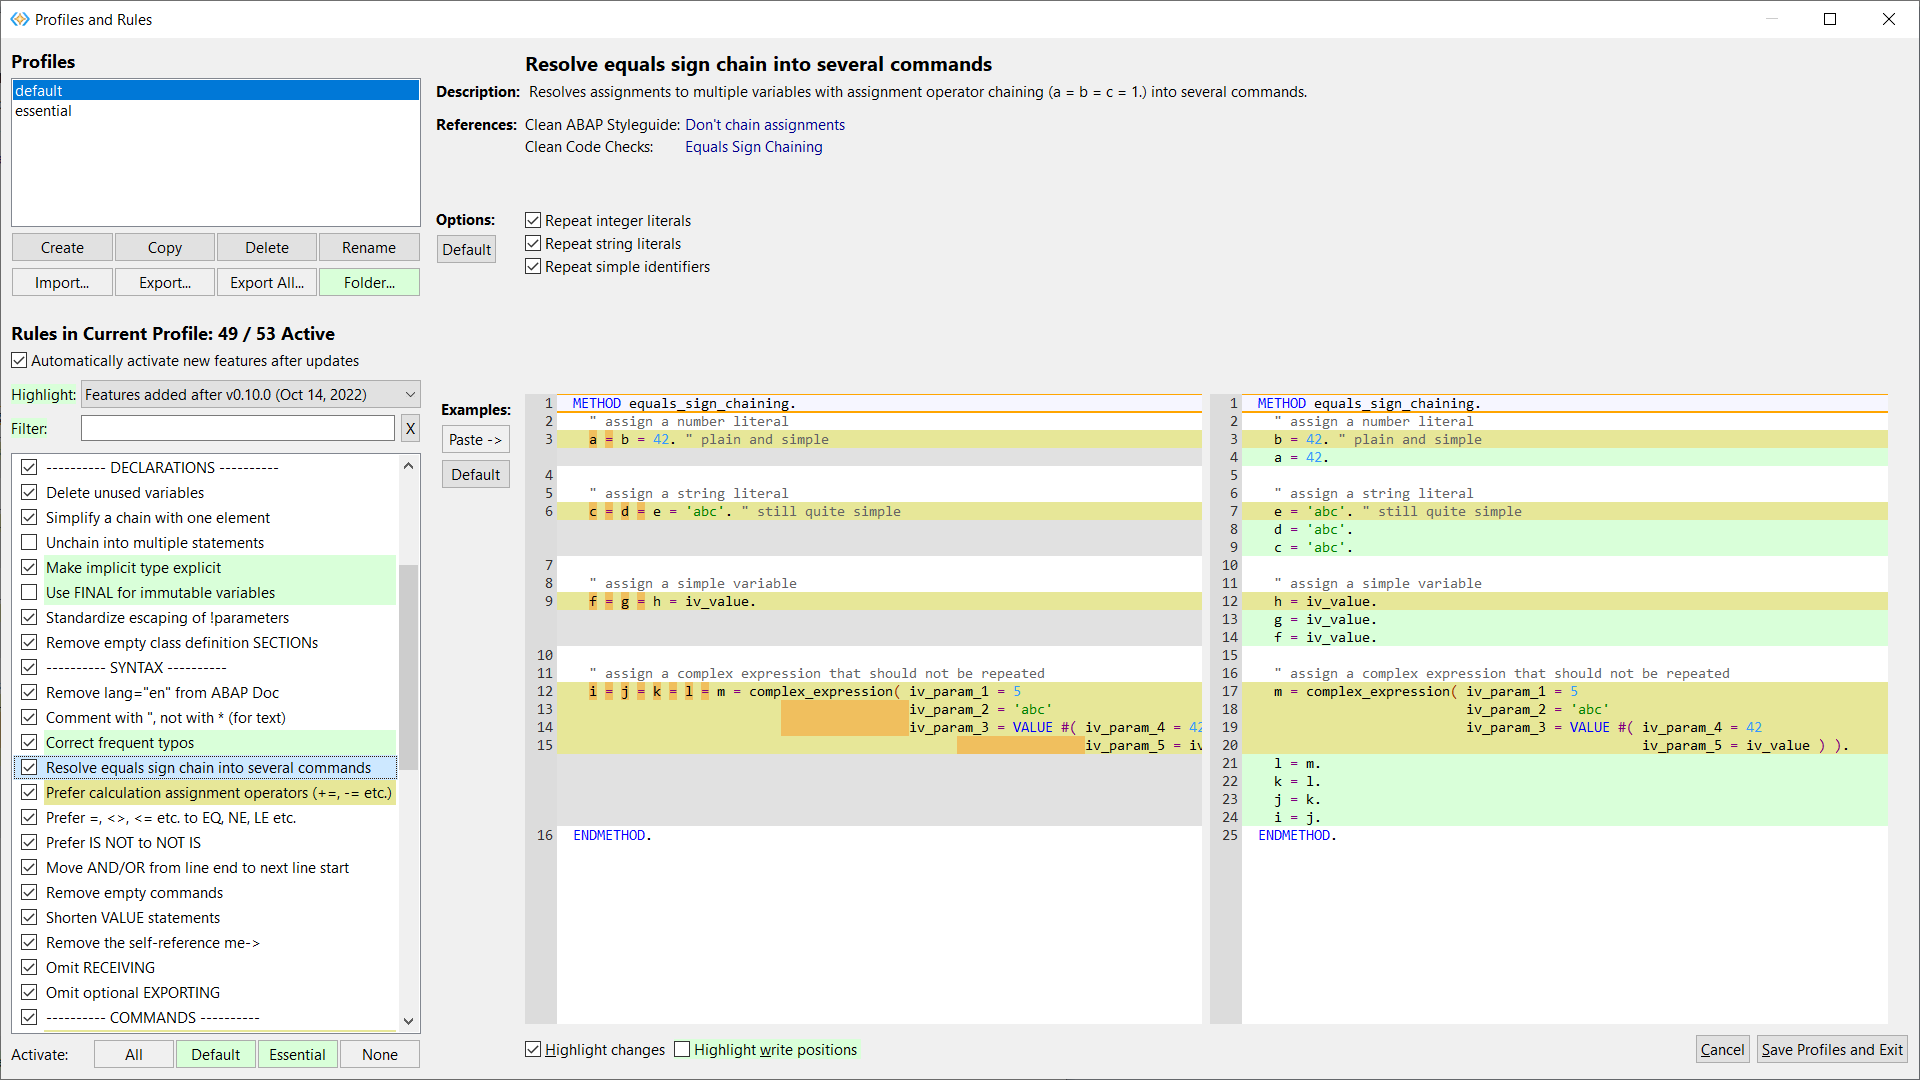 Profiles and Rules
Profiles
default
essential
Create
Copy
Delete
Rename
Import...
Export...
Export All...
Folder...
Rules in Current Profile: 49 / 53 Active
Automatically activate new features after updates
Highlight: Features added after v0.10.0 (Oct 14, 2022)
Filter:
X
---------- DECLARATIONS ----------
Delete unused variables
Simplify a chain with one element
Unchain into multiple statements
Make implicit type explicit
Use FINAL for immutable variables
Standardize escaping of !parameters
Remove empty class definition SECTIONs
---------- SYNTAX ----------
Remove lang="en" from ABAP Doc
Comment with ", not with * (for text)
Correct frequent typos
Resolve equals sign chain into several commands
Prefer calculation assignment operators (+=, -= etc.)
Prefer =, <>, <= etc. to EQ, NE, LE etc.
Prefer IS NOT to NOT IS
Move AND/OR from line end to next line start
Remove empty commands
Shorten VALUE statements
Remove the self-reference me->
Omit RECEIVING
Omit optional EXPORTING
---------- COMMANDS ----------
Activate:
All
Default
Essential
None
Resolve equals sign chain into several commands
Description: Resolves assignments to multiple variables with assignment operator chaining (a = b = c = 1.) into several commands.
References: Clean ABAP Styleguide: Don't chain assignments
Clean Code Checks: Equals Sign Chaining
Options:
Default
Repeat integer literals
Repeat string literals
Repeat simple identifiers
Examples:
Paste ->
Default
1 METHOD equals_sign_chaining.
2 " assign a number literal
3 a = b = 42. " plain and simple
4
5 " assign a string literal
6 c = d = e = 'abc'. " still quite simple
7
8 " assign a simple variable
9 f = g = h = iv_value.
10
11 " assign a complex expression that should not be repeated
12 i = j = k = l = m = complex_expression( iv_param_1 = 5
13 iv_param_2 = 'abc'
14 iv_param_3 = VALUE #( iv_param_4 = 42
15 iv_param_5 = iv
16 ENDMETHOD.
1 METHOD equals_sign_chaining.
2 " assign a number literal
3 b = 42. " plain and simple
4 a = 42.
5
6 " assign a string literal
7 e = 'abc'. " still quite simple
8 d = 'abc'.
9 c = 'abc'.
10
11 " assign a simple variable
12 h = iv_value.
13 g = iv_value.
14 f = iv_value.
15
16 " assign a complex expression that should not be repeated
17 m = complex_expression( iv_param_1 = 5
18 iv_param_2 = 'abc'
19 iv_param_3 = VALUE #( iv_param_4 = 42
20 iv_param_5 = iv_value ) ).
21 l = m.
22 k = l.
23 j = k.
24 i = j.
25 ENDMETHOD.
Highlight changes
Highlight write positions
Cancel
Save Profiles and Exit